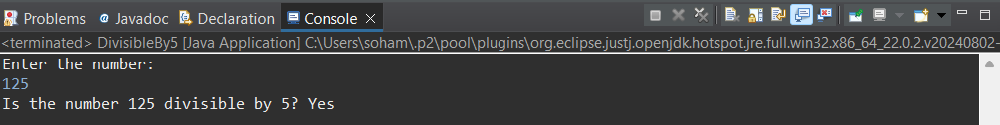 Problems Javadoc Declaration Console
<terminated> DivisibleBy5 [Java Application] C:\Users\soham\.p2\pool\plugins\org.eclipse.justj.openjdk.hotspot.jre.full.win32.x86_64_22.0.2.v20240802-
Enter the number:
125
Is the number 125 divisible by 5? Yes